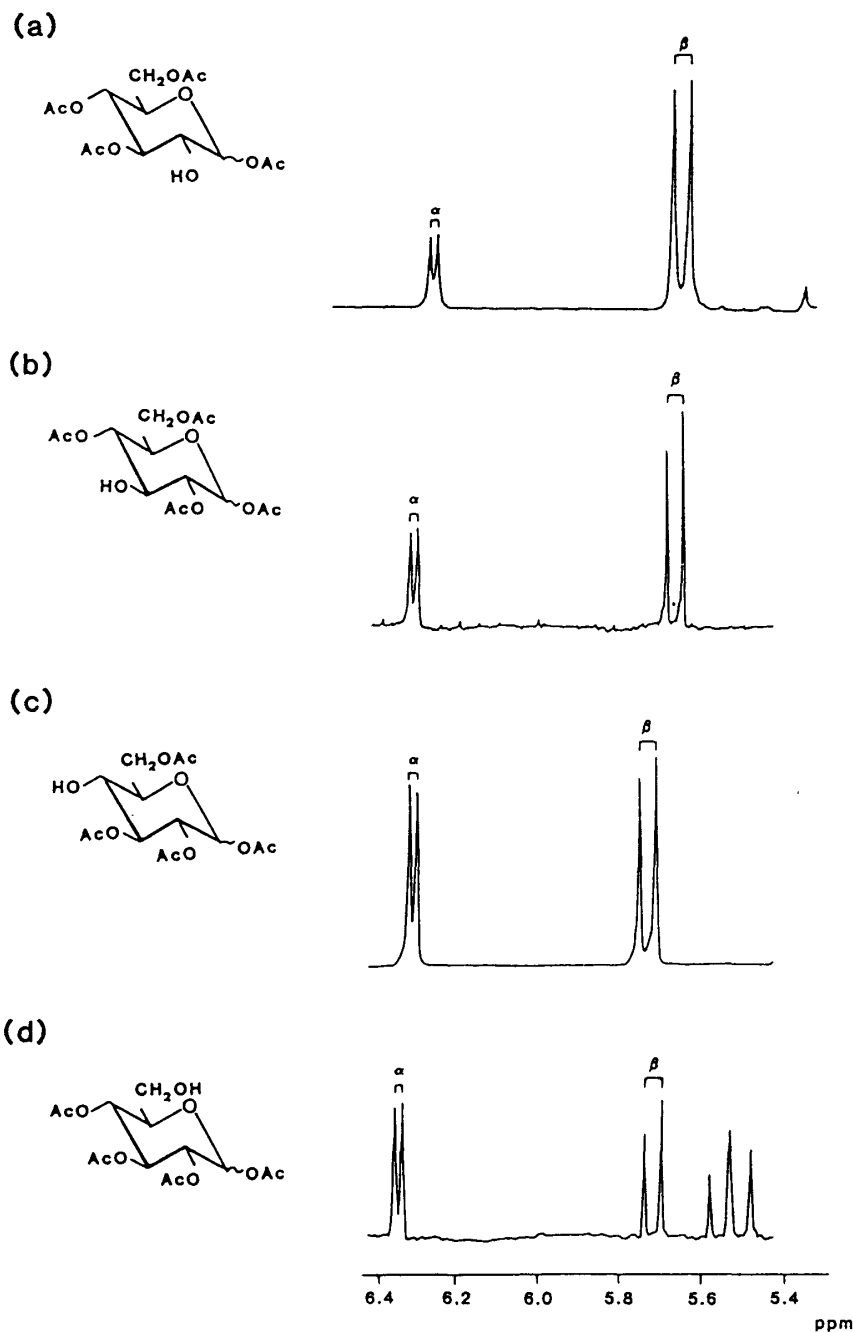 (a)
CH₂OAc
AcO
O
AcO
HO
OAc
α
β
(b)
CH₂OAc
AcO
O
HO
AcO
OAc
α
β
(c)
CH₂OAc
HO
O
AcO
AcO
OAc
α
β
(d)
CH₂OH
AcO
O
AcO
AcO
OAc
α
β
6.4 6.2 6.0 5.8 5.6 5.4
ppm